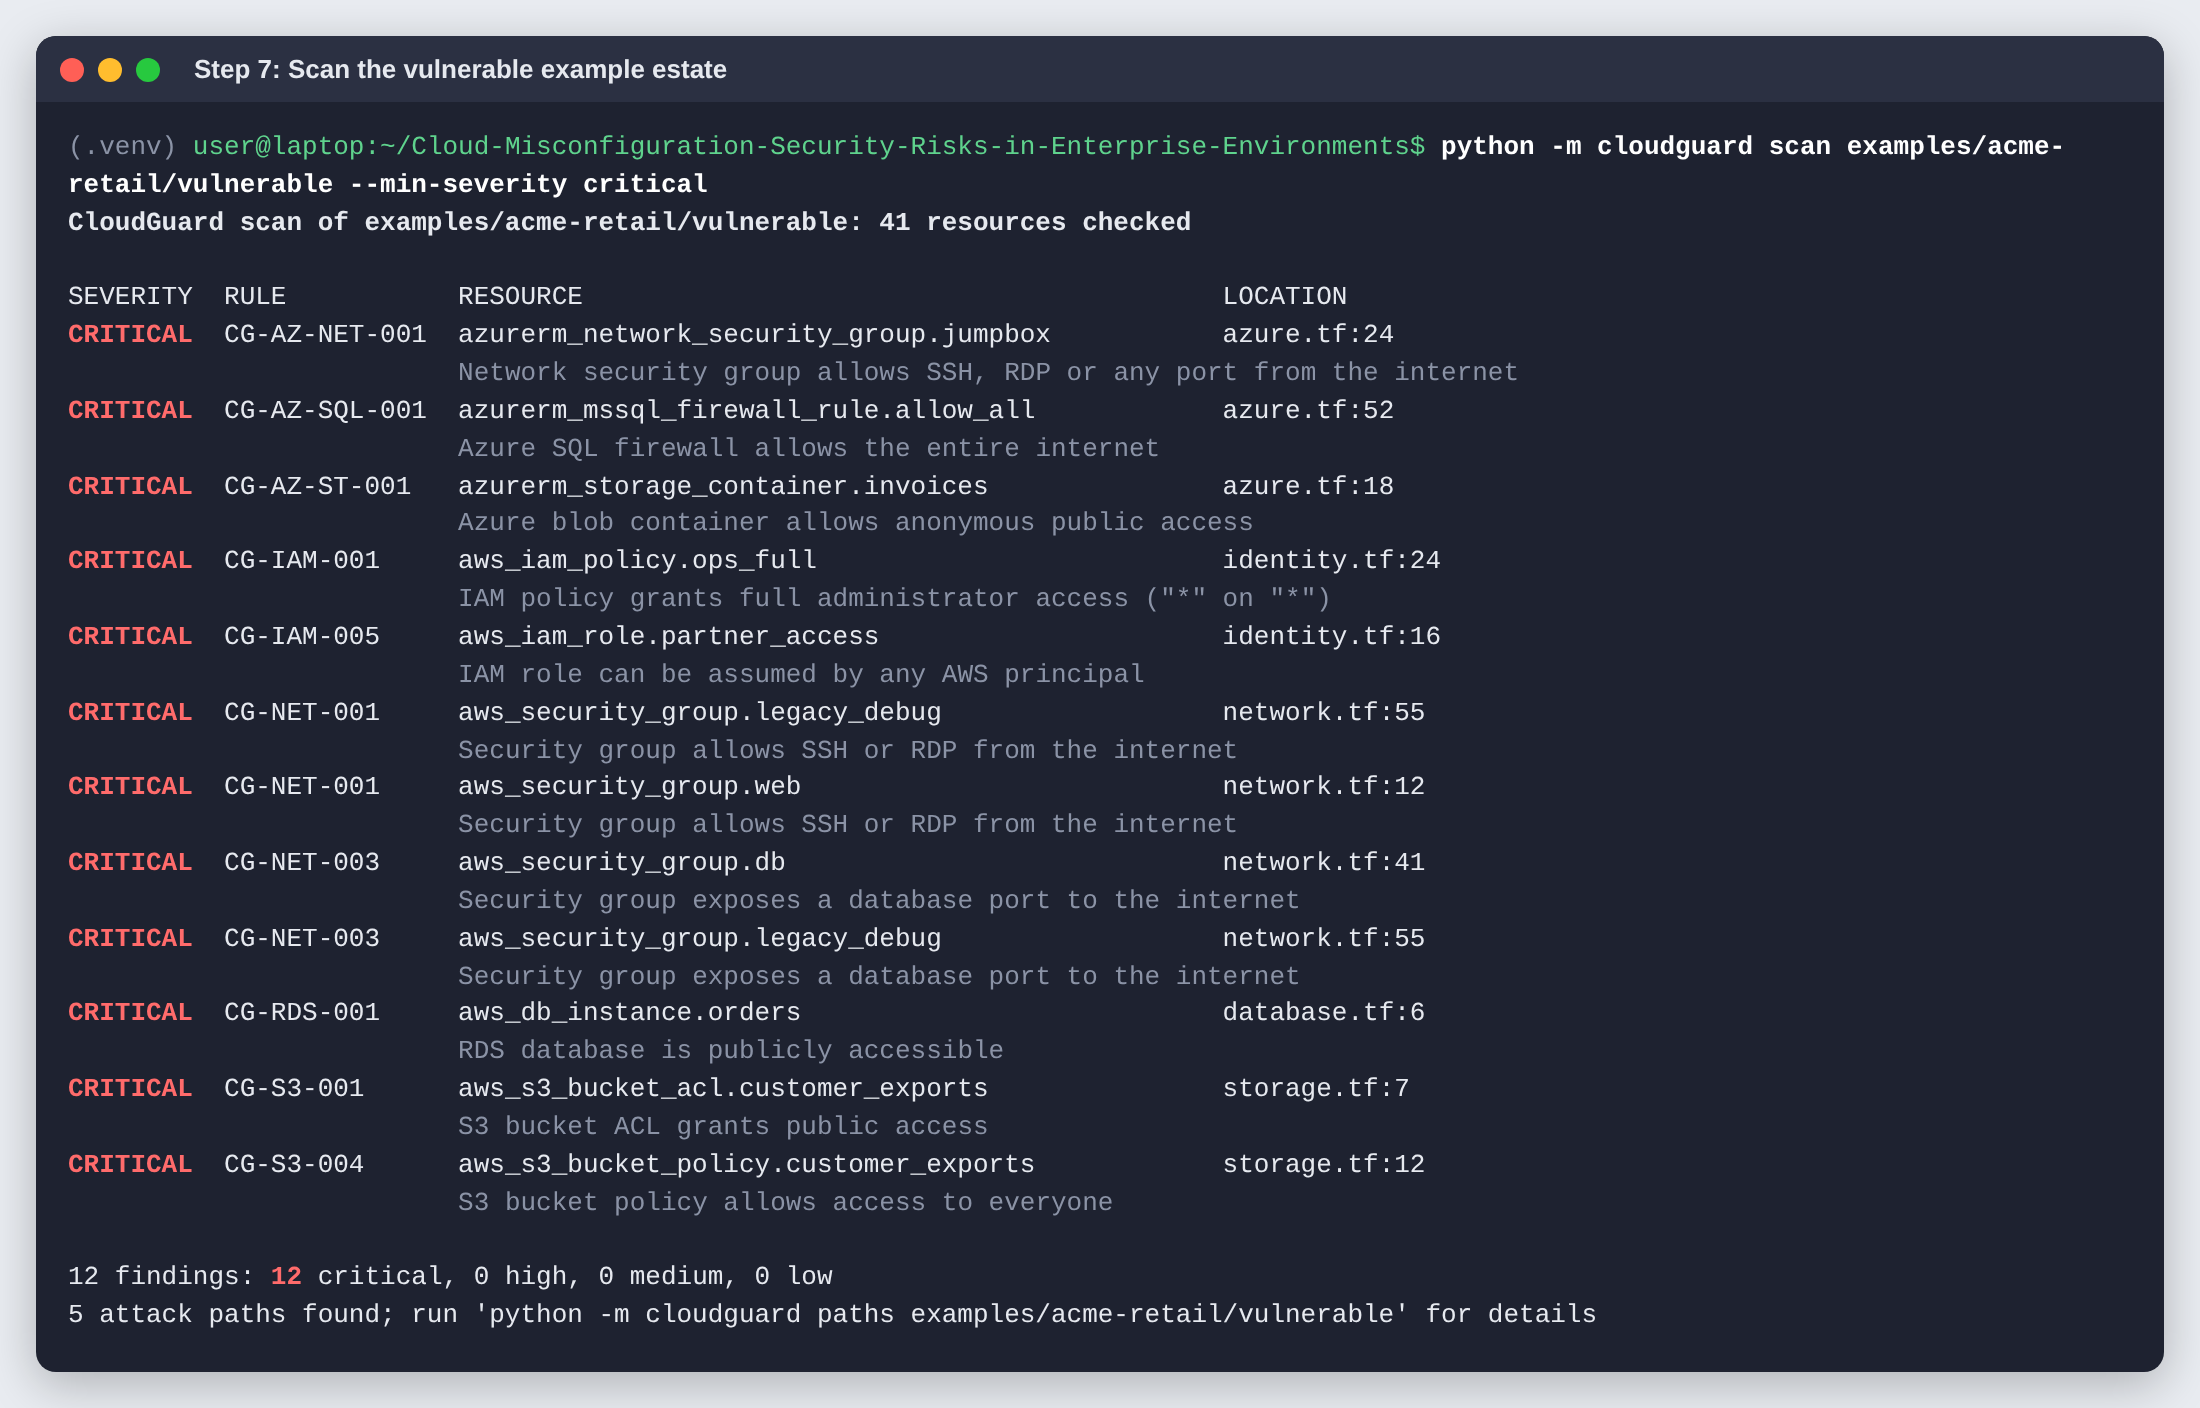 Step 7: Scan the vulnerable example estate
(.venv) user@laptop:~/Cloud-Misconfiguration-Security-Risks-in-Enterprise-Environments$ python -m cloudguard scan examples/acme-
retail/vulnerable --min-severity critical
CloudGuard scan of examples/acme-retail/vulnerable: 41 resources checked
SEVERITY  RULE           RESOURCE                                         LOCATION
CRITICAL  CG-AZ-NET-001  azurerm_network_security_group.jumpbox           azure.tf:24
Network security group allows SSH, RDP or any port from the internet
CRITICAL  CG-AZ-SQL-001  azurerm_mssql_firewall_rule.allow_all            azure.tf:52
Azure SQL firewall allows the entire internet
CRITICAL  CG-AZ-ST-001   azurerm_storage_container.invoices               azure.tf:18
Azure blob container allows anonymous public access
CRITICAL  CG-IAM-001     aws_iam_policy.ops_full                          identity.tf:24
IAM policy grants full administrator access ("*" on "*")
CRITICAL  CG-IAM-005     aws_iam_role.partner_access                      identity.tf:16
IAM role can be assumed by any AWS principal
CRITICAL  CG-NET-001     aws_security_group.legacy_debug                  network.tf:55
Security group allows SSH or RDP from the internet
CRITICAL  CG-NET-001     aws_security_group.web                           network.tf:12
Security group allows SSH or RDP from the internet
CRITICAL  CG-NET-003     aws_security_group.db                            network.tf:41
Security group exposes a database port to the internet
CRITICAL  CG-NET-003     aws_security_group.legacy_debug                  network.tf:55
Security group exposes a database port to the internet
CRITICAL  CG-RDS-001     aws_db_instance.orders                           database.tf:6
RDS database is publicly accessible
CRITICAL  CG-S3-001      aws_s3_bucket_acl.customer_exports               storage.tf:7
S3 bucket ACL grants public access
CRITICAL  CG-S3-004      aws_s3_bucket_policy.customer_exports            storage.tf:12
S3 bucket policy allows access to everyone
12 findings: 12 critical, 0 high, 0 medium, 0 low
5 attack paths found; run 'python -m cloudguard paths examples/acme-retail/vulnerable' for details